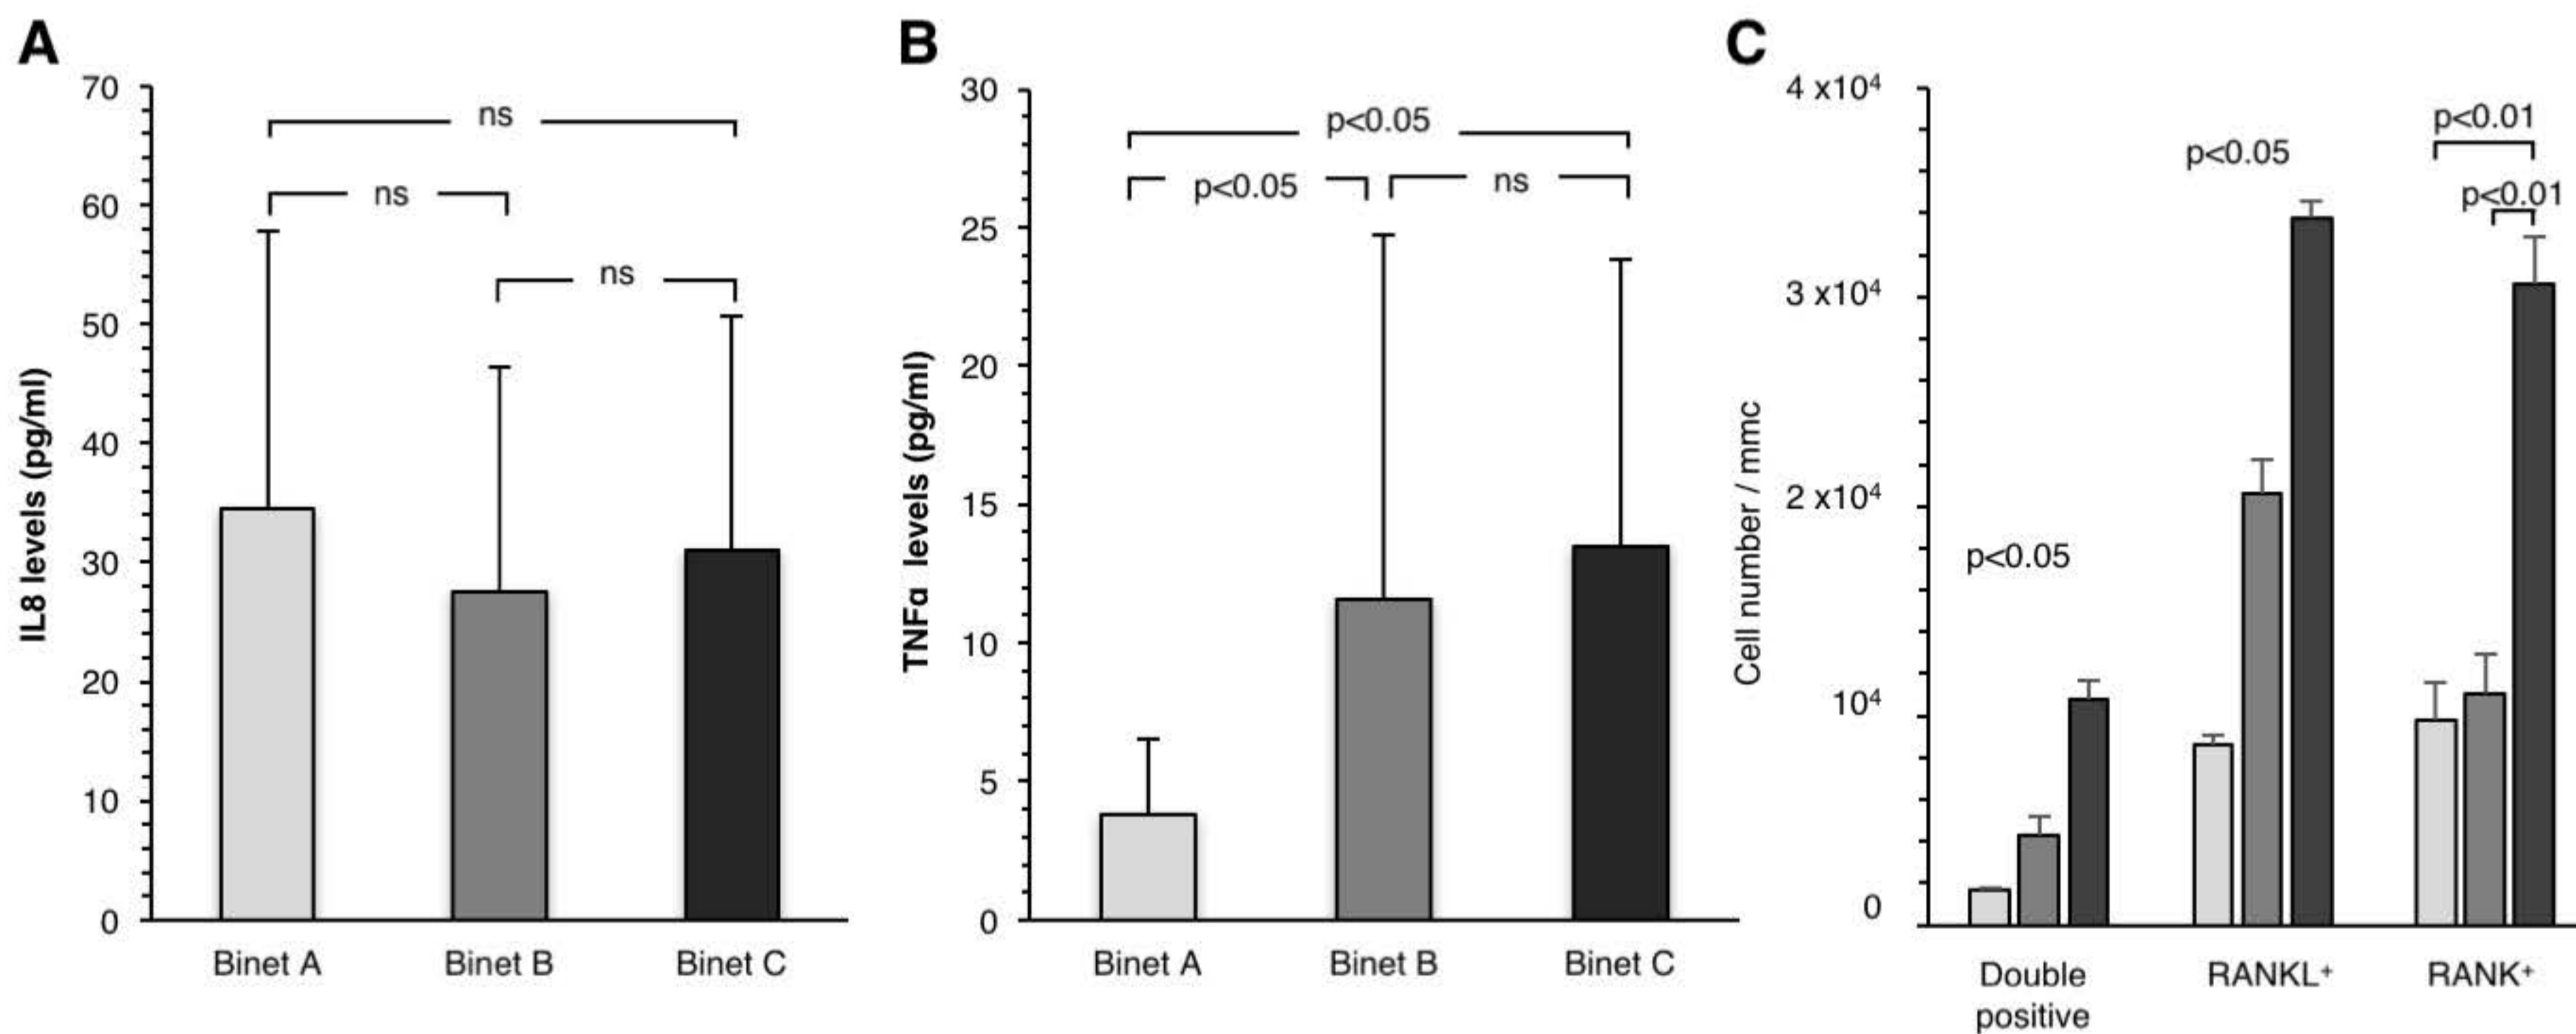 A
IL8 levels (pg/ml)
70
60
50
40
30
20
10
0
ns
ns
ns
Binet A
Binet B
Binet C
B
TNFα levels (pg/ml)
30
25
20
15
10
5
0
p<0.05
p<0.05
ns
Binet A
Binet B
Binet C
C
Cell number / mmc
4 x10⁴
3 x10⁴
2 x10⁴
10⁴
0
p<0.05
p<0.05
p<0.01
p<0.01
Double
positive
RANKL⁺
RANK⁺